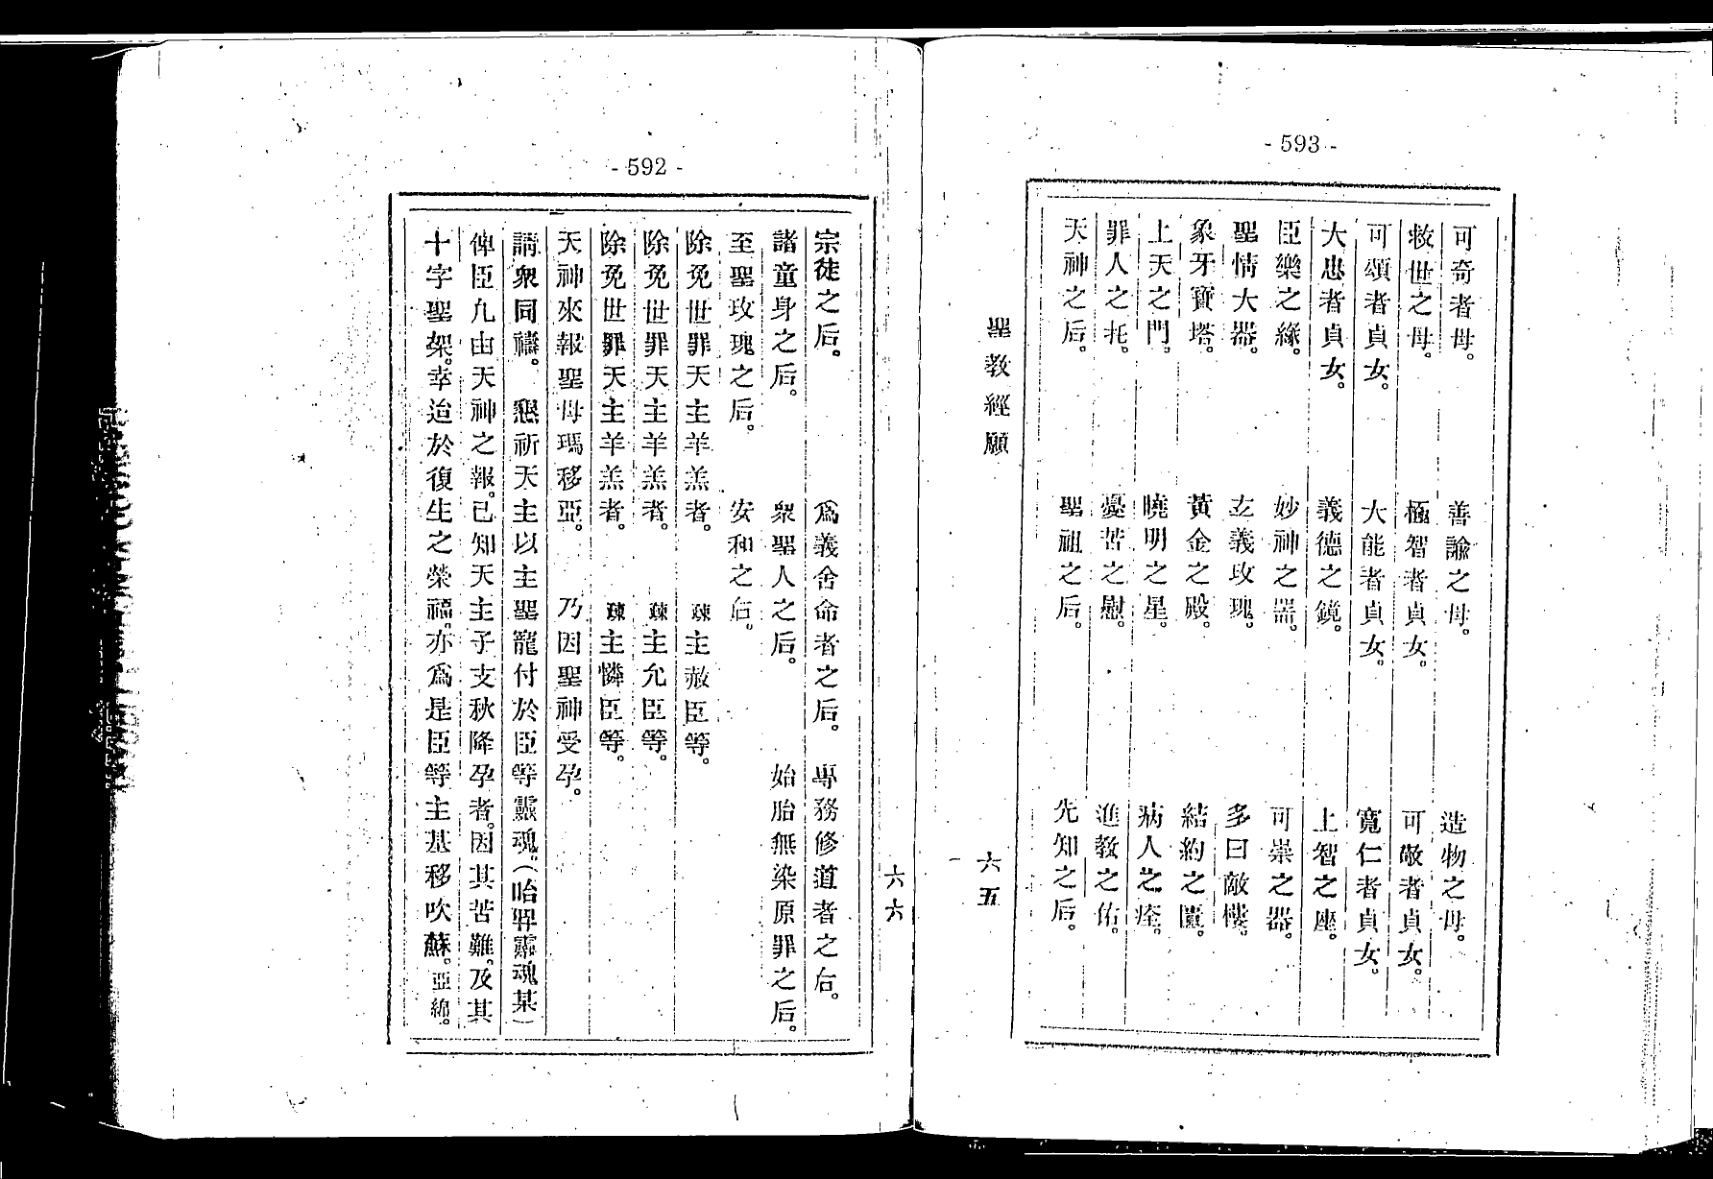 - 593 -
可奇者母。　善諭之母。　造物之母。
救世之母。　極智者貞女。　可敬者貞女。
可頌者貞女。　大能者貞女。　寬仁者貞女。
大忠者貞女。　義德之鏡。　上智之座。
臣樂之緣。　妙神之器。　可崇之器。
聖情大器。　玄義玫瑰。　多曰敵樓。
象牙寶塔。　黃金之殿。　結約之匱。
上天之門。　曉明之星。　病人之痊。
罪人之托。　憂苦之慰。　進教之佑。
天神之后。　聖祖之后。　先知之后。
聖教經願　六五
- 592 -
宗徒之后。　為義舍命者之后。　專務修道者之后。
諸童身之后。　衆聖人之后。　始胎無染原罪之后。
至聖玫瑰之后。　安和之后。
除免世罪天主羊羔者。　主赦臣等。
除免世罪天主羊羔者。　主允臣等。
除免世罪天主羊羔者。　主憐臣等。
天神來報聖母瑪移亞。　乃因聖神受孕。
請衆同禱。　懇祈天主以主聖寵付於臣等靈魂。(　靈魂某)
俾臣凡由天神之報。已知天主子支秋降孕者。因其苦難。及其
十字聖架。幸迨於復生之榮福。亦為是臣等主基移吹蘇。亞綿。
六六